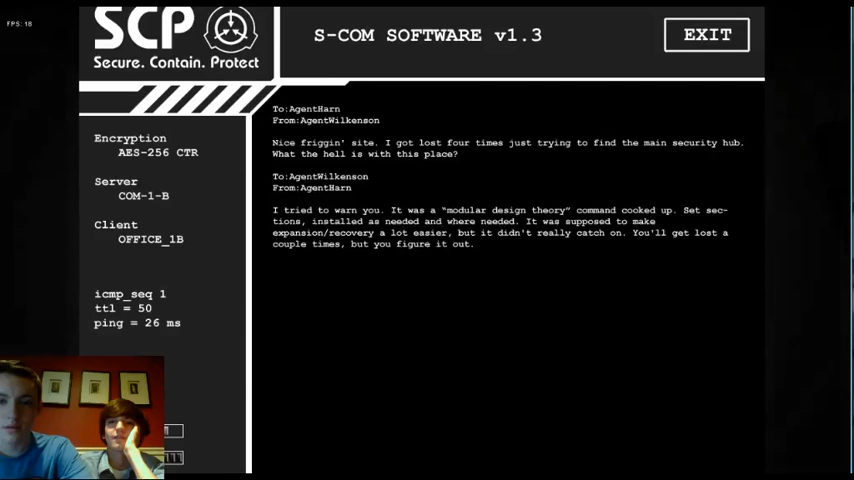 FPS: 18
SCP
Secure. Contain. Protect
S-COM SOFTWARE v1.3
EXIT
Encryption
AES-256 CTR
Server
COM-1-B
Client
OFFICE_1B
icmp_seq 1
ttl = 50
ping = 26 ms
To:AgentHarn
From:AgentWilkenson
Nice friggin' site. I got lost four times just trying to find the main security hub.
What the hell is with this place?
To:AgentWilkenson
From:AgentHarn
I tried to warn you. It was a "modular design theory" command cooked up. Set sec-
tions, installed as needed and where needed. It was supposed to make
expansion/recovery a lot easier, but it didn't really catch on. You'll get lost a
couple times, but you figure it out.